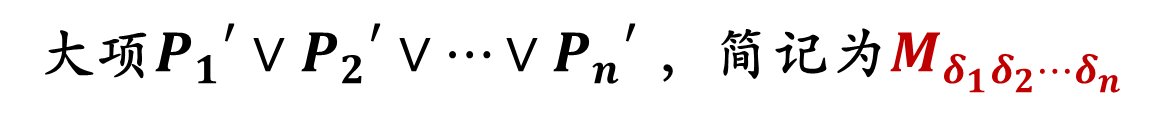 大项P₁′ ∨ P₂′ ∨ ⋯ ∨ Pₙ′ ，简记为M_{δ₁δ₂⋯δₙ}